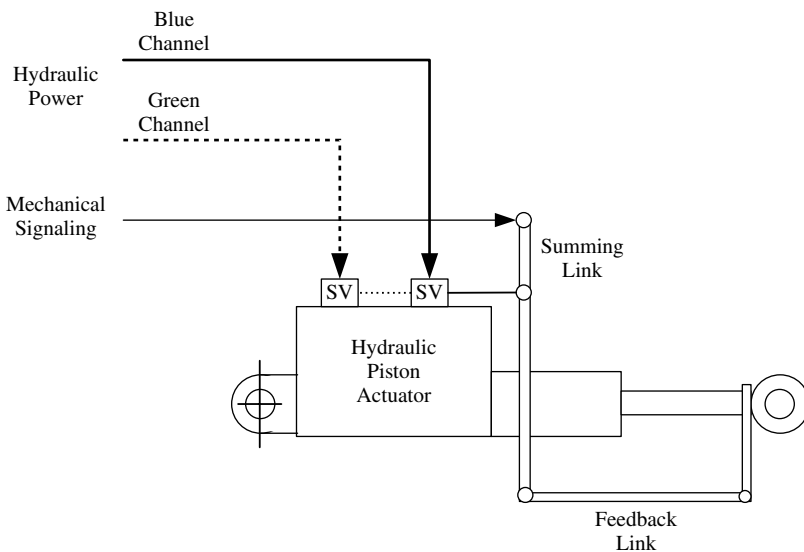 Blue
Channel
Hydraulic
Power
Green
Channel
Mechanical
Signaling
Summing
Link
SV
SV
Hydraulic
Piston
Actuator
Feedback
Link